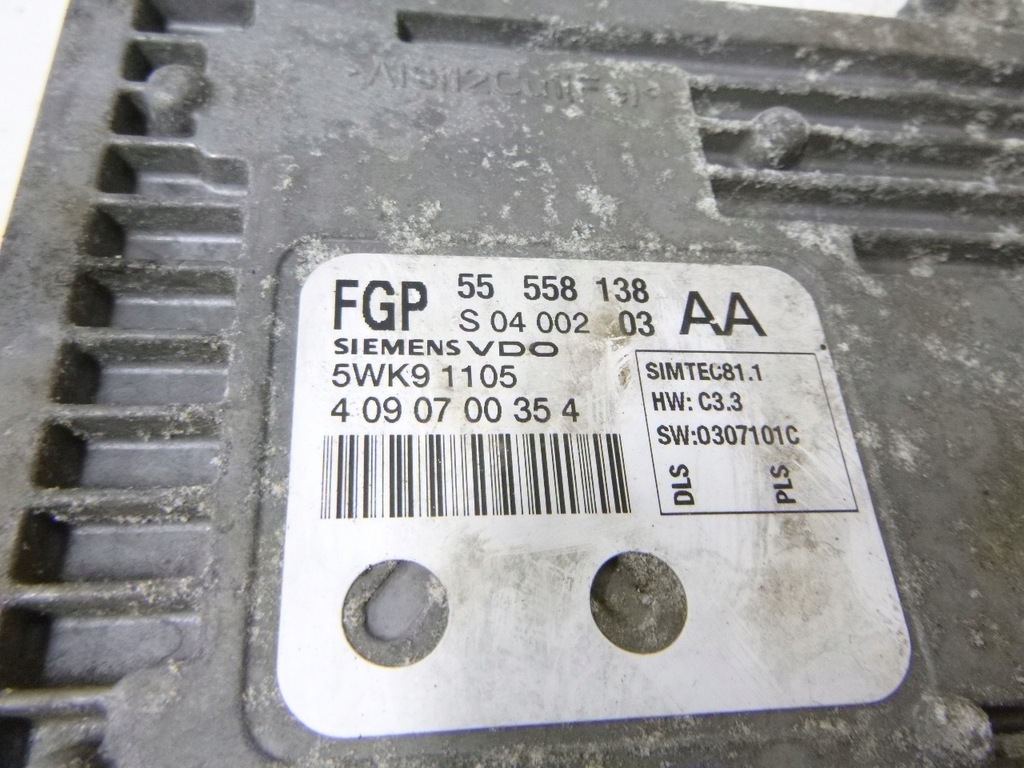 FGP 55 558 138 AA
S 04 002 03
SIEMENS VDO
5WK9 1105
4 09 07 00 35 4
SIMTEC81.1
HW: C3.3
SW:0307101C
DLS PLS